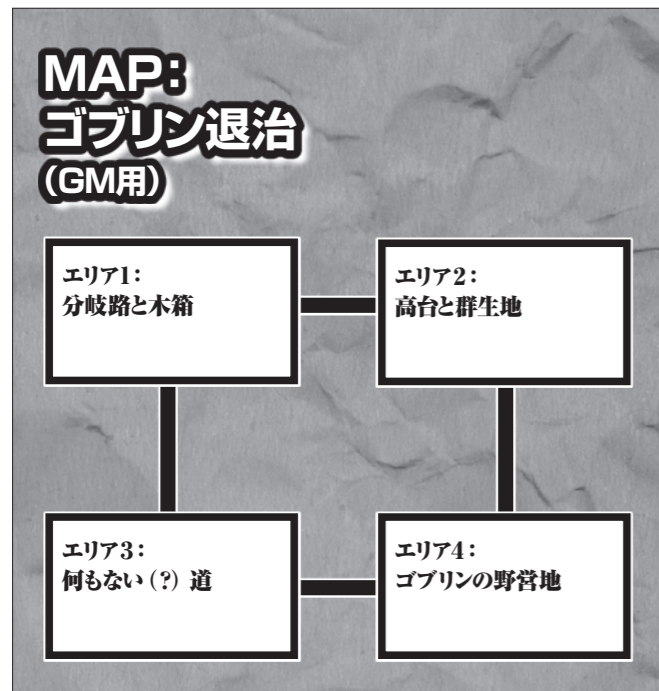 MAP:
ゴブリン退治
(GM用)
エリア1:
分岐路と木箱
エリア2:
高台と群生地
エリア3:
何もない(?)道
エリア4:
ゴブリンの野営地